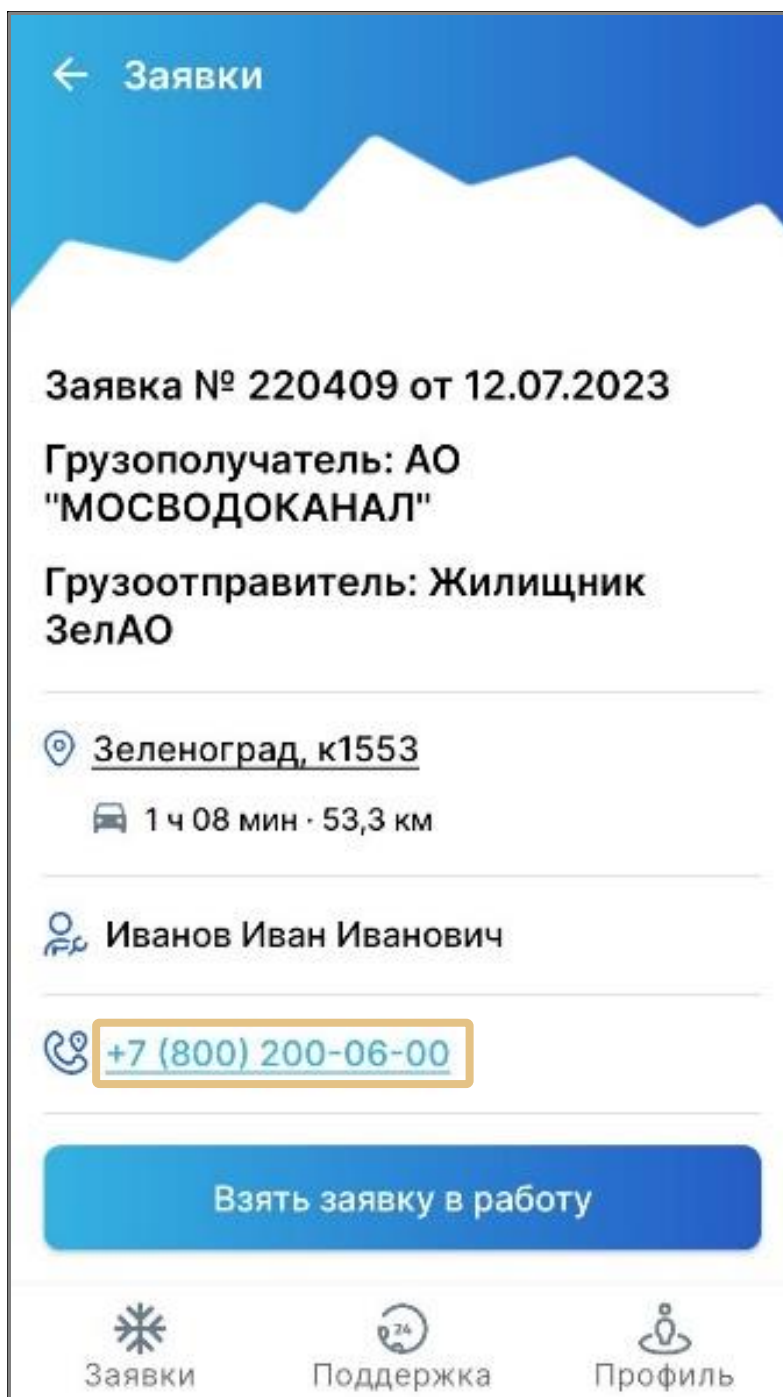 Заявки
Заявка № 220409 от 12.07.2023
Грузополучатель: АО
"МОСВОДОКАНАЛ"
Грузоотправитель: Жилищник
ЗелАО
Зеленоград, к1553
1 ч 08 мин · 53,3 км
Иванов Иван Иванович
+7 (800) 200-06-00
Взять заявку в работу
24
Заявки Поддержка Профиль